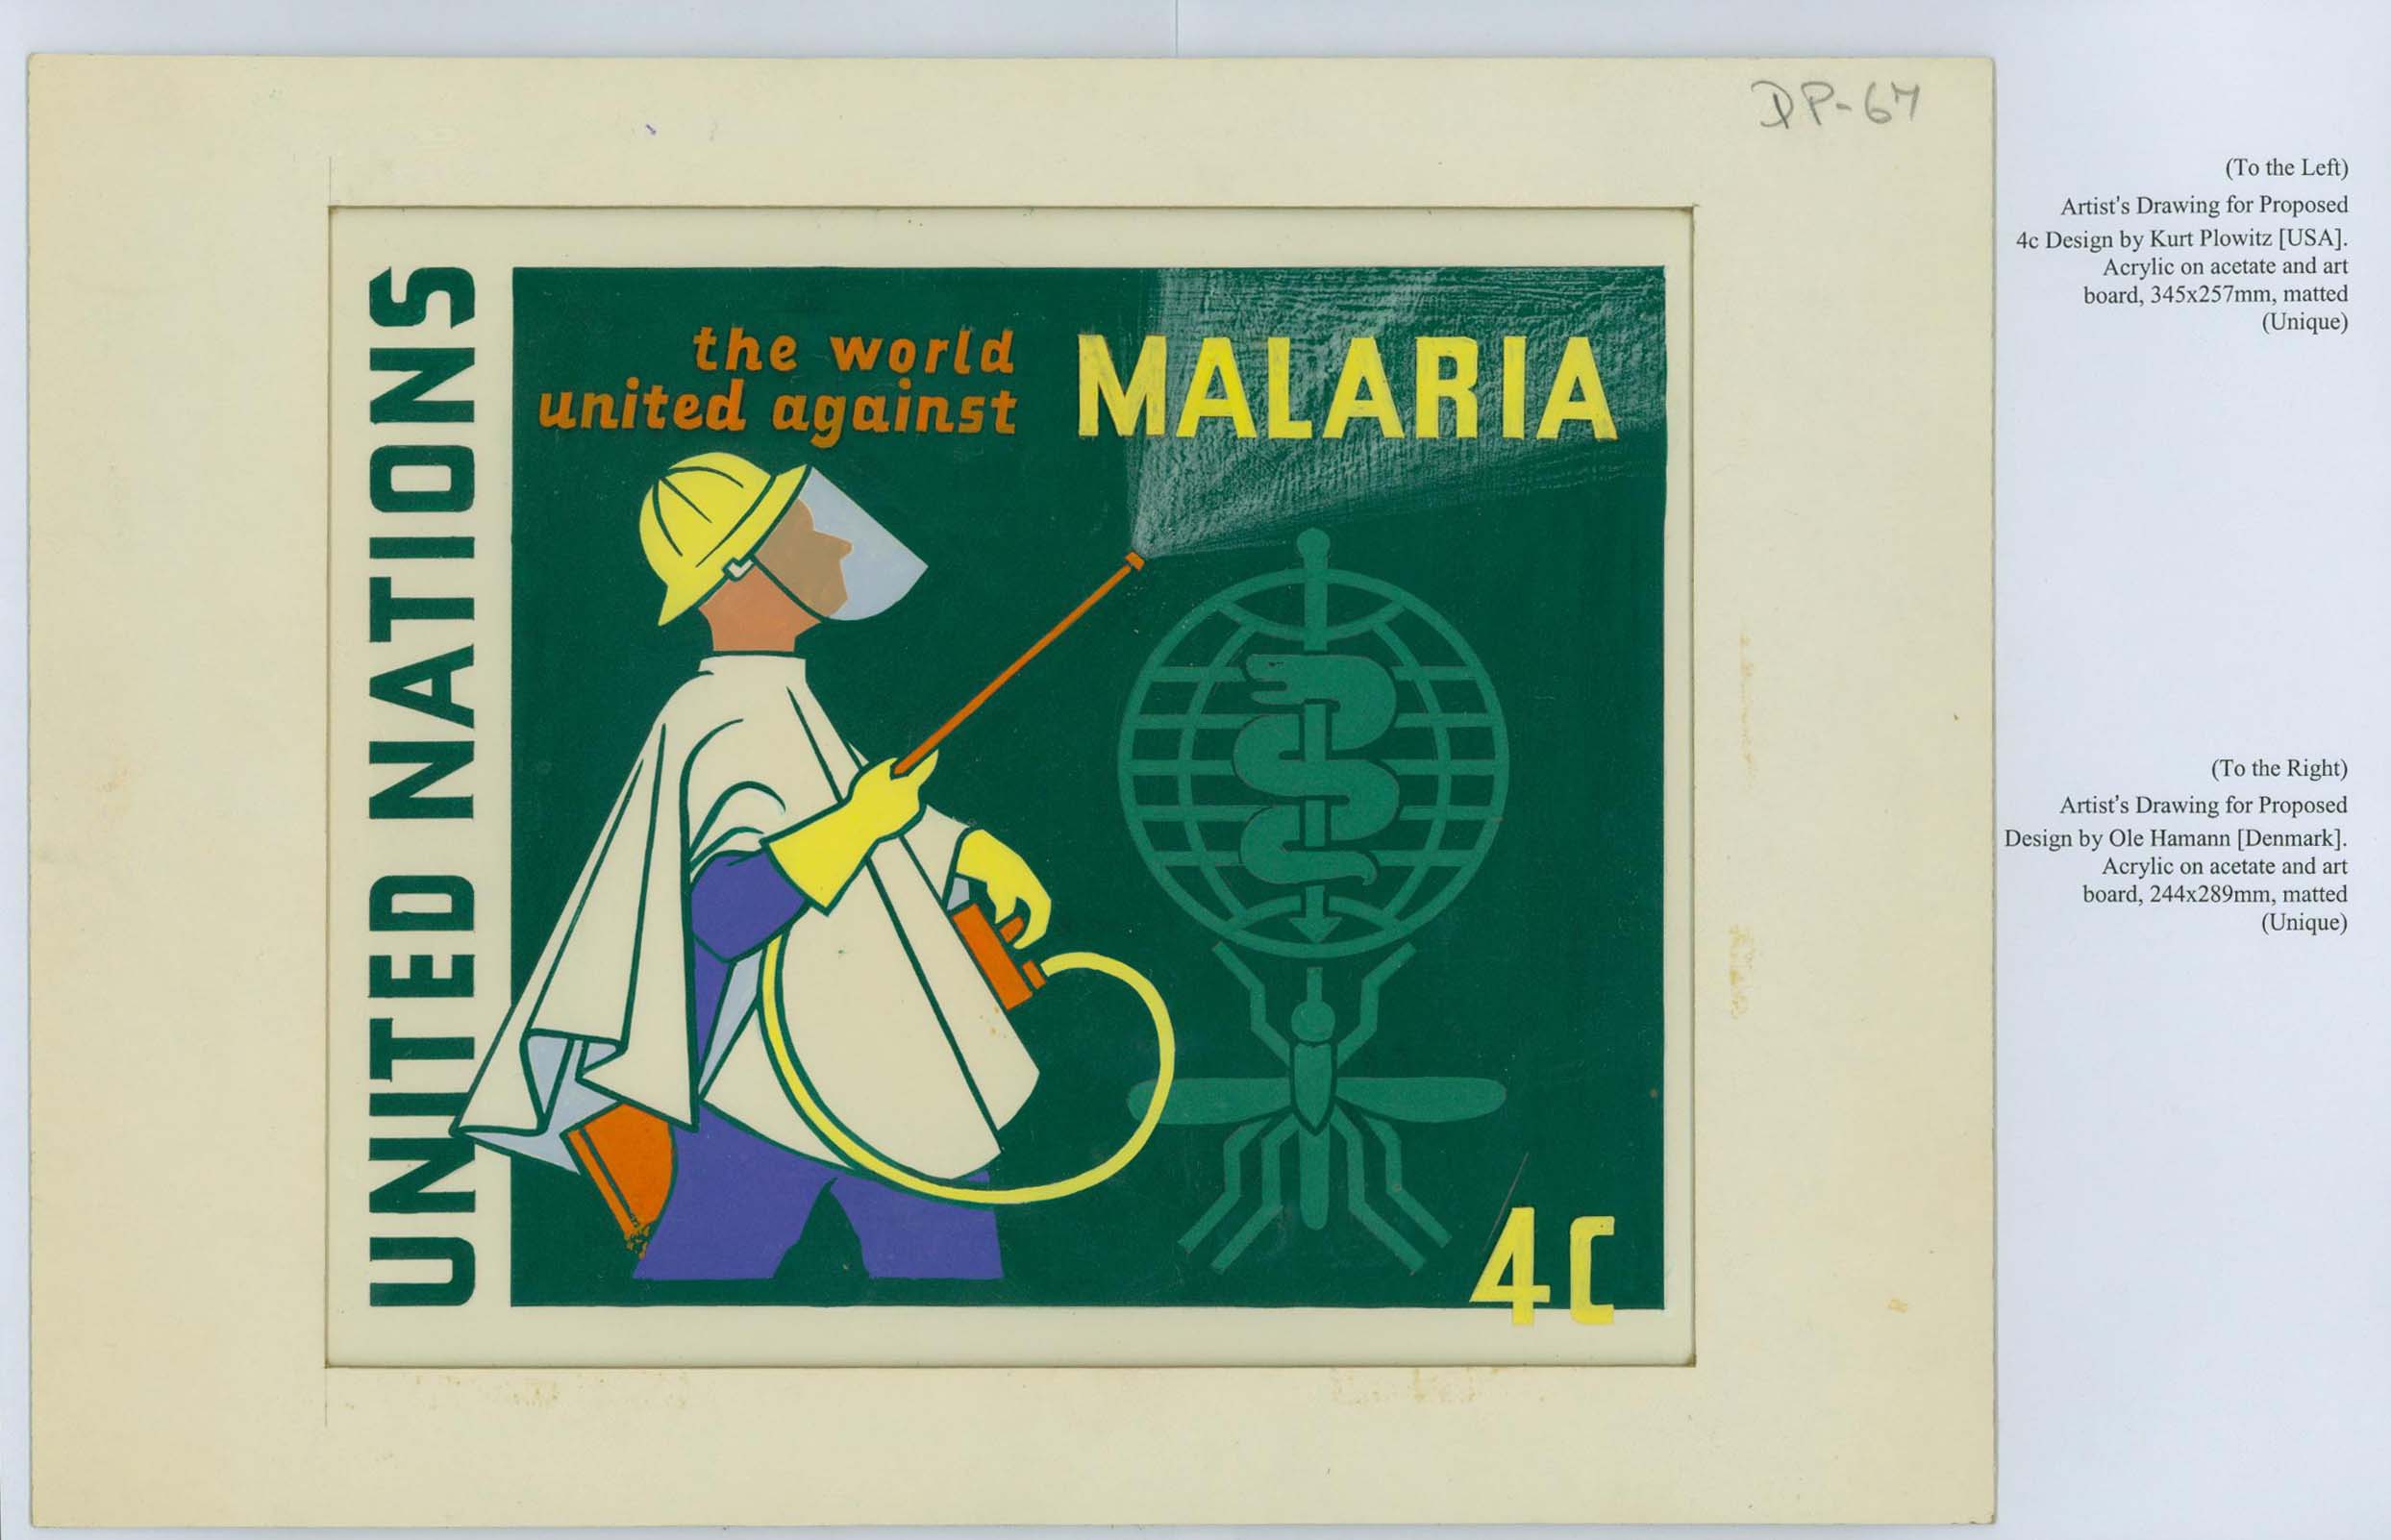 DP-67
UNITED NATIONS
the world
united against
MALARIA
4c
(To the Left)
Artist's Drawing for Proposed
4c Design by Kurt Plowitz [USA].
Acrylic on acetate and art
board, 345x257mm, matted
(Unique)
(To the Right)
Artist's Drawing for Proposed
Design by Ole Hamann [Denmark].
Acrylic on acetate and art
board, 244x289mm, matted
(Unique)